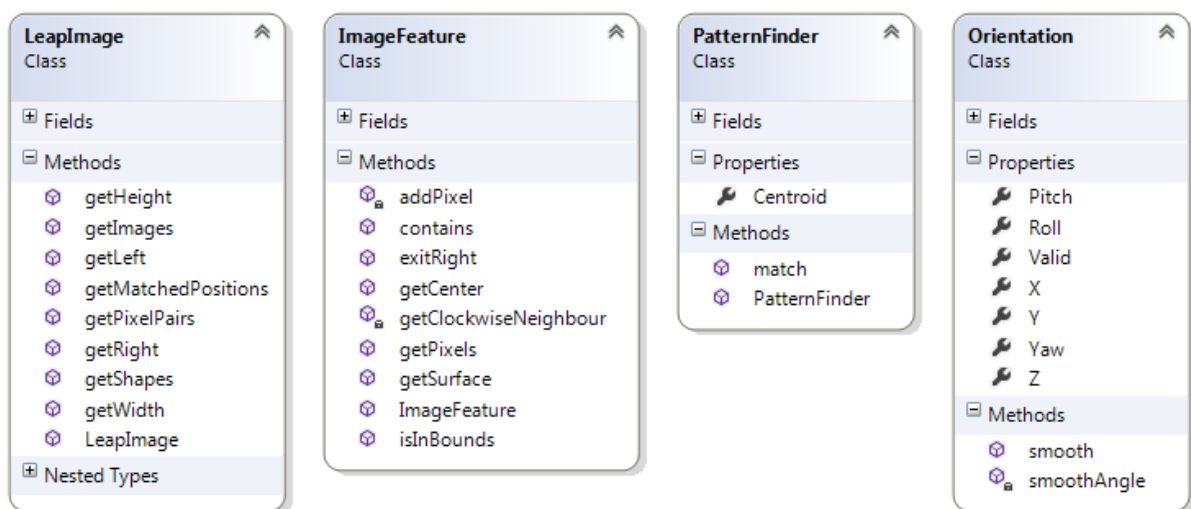 LeapImage
Class
Fields
Methods
getHeight
getImages
getLeft
getMatchedPositions
getPixelPairs
getRight
getShapes
getWidth
LeapImage
Nested Types
ImageFeature
Class
Fields
Methods
addPixel
contains
exitRight
getCenter
getClockwiseNeighbour
getPixels
getSurface
ImageFeature
isInBounds
PatternFinder
Class
Fields
Properties
Centroid
Methods
match
PatternFinder
Orientation
Class
Fields
Properties
Pitch
Roll
Valid
X
Y
Yaw
Z
Methods
smooth
smoothAngle